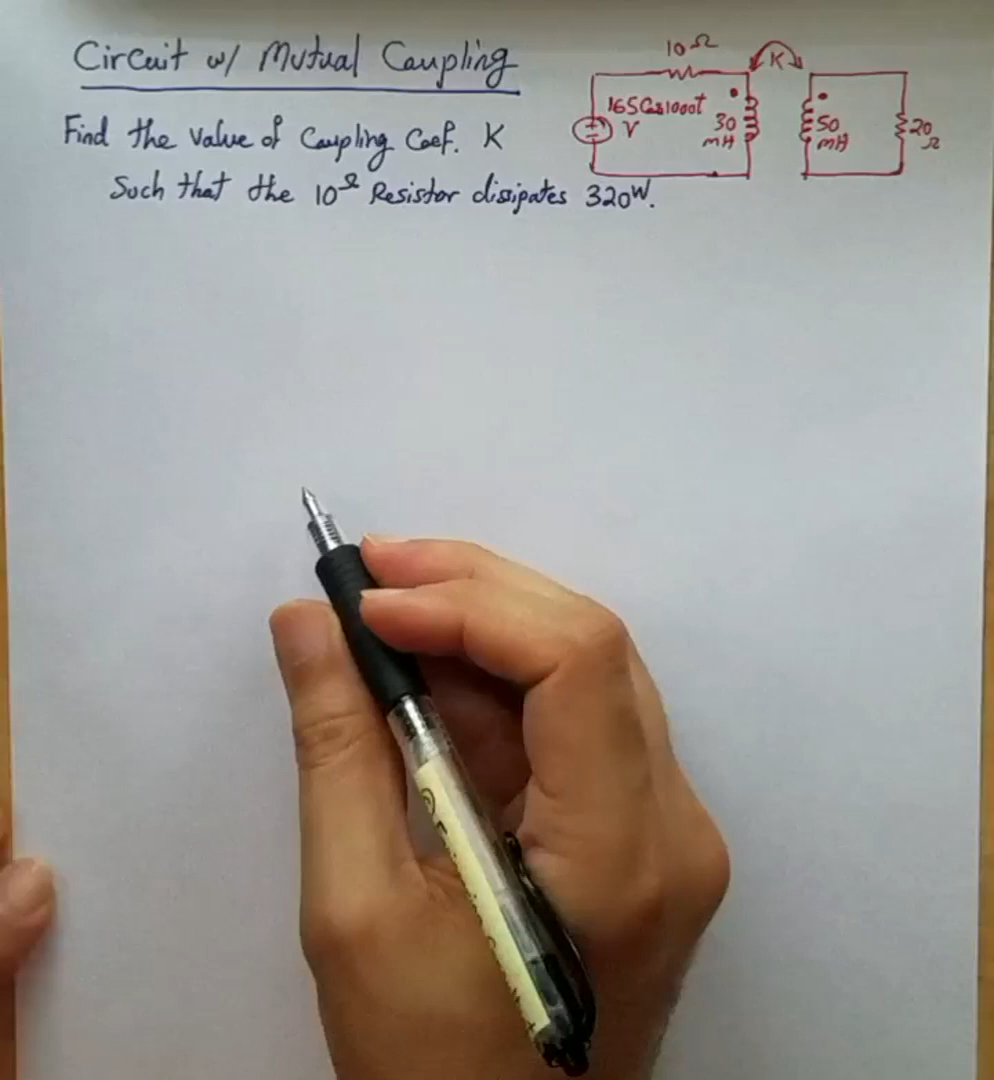 Circuit w/ Mutual Coupling
Find the value of Coupling Coef. K
Such that the 10Ω Resistor dissipates 320W.
10Ω
K
165Cos1000t
V
30
mH
50
mH
20
Ω